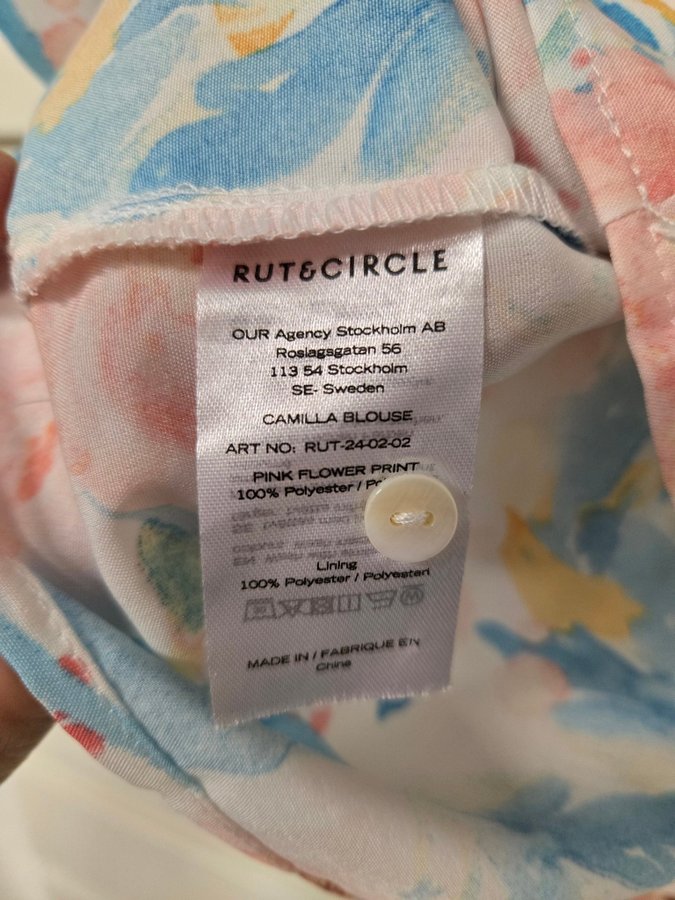 RUT&CIRCLE
OUR Agency Stockholm AB
Roslagsgatan 56
113 54 Stockholm
SE- Sweden
CAMILLA BLOUSE
ART NO: RUT-24-02-02
PINK FLOWER PRINT
100% Polyester /
Lining
100% Polyester / Polyesteri
MADE IN / FABRIQUE EN
Chine